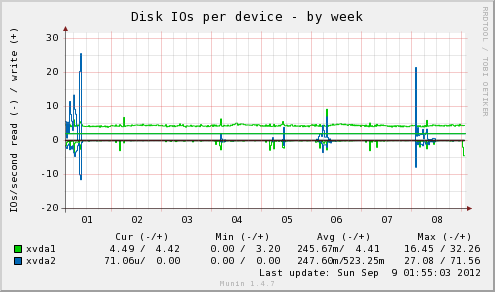 Disk IOs per device - by week
RRDTOOL / TOBI OETIKER
IOs/second read (-) / write (+)
30
20
10
0
-10
-20
01 02 03 04 05 06 07 08
Cur (-/+) Min (-/+) Avg (-/+) Max (-/+)
xvda1 4.49 / 4.42 0.00 / 3.20 245.67m/ 4.41 16.45 / 32.26
xvda2 71.06u/ 0.00 0.00 / 0.00 247.60m/523.25m 27.08 / 71.56
Last update: Sun Sep 9 01:55:03 2012
Munin 1.4.7